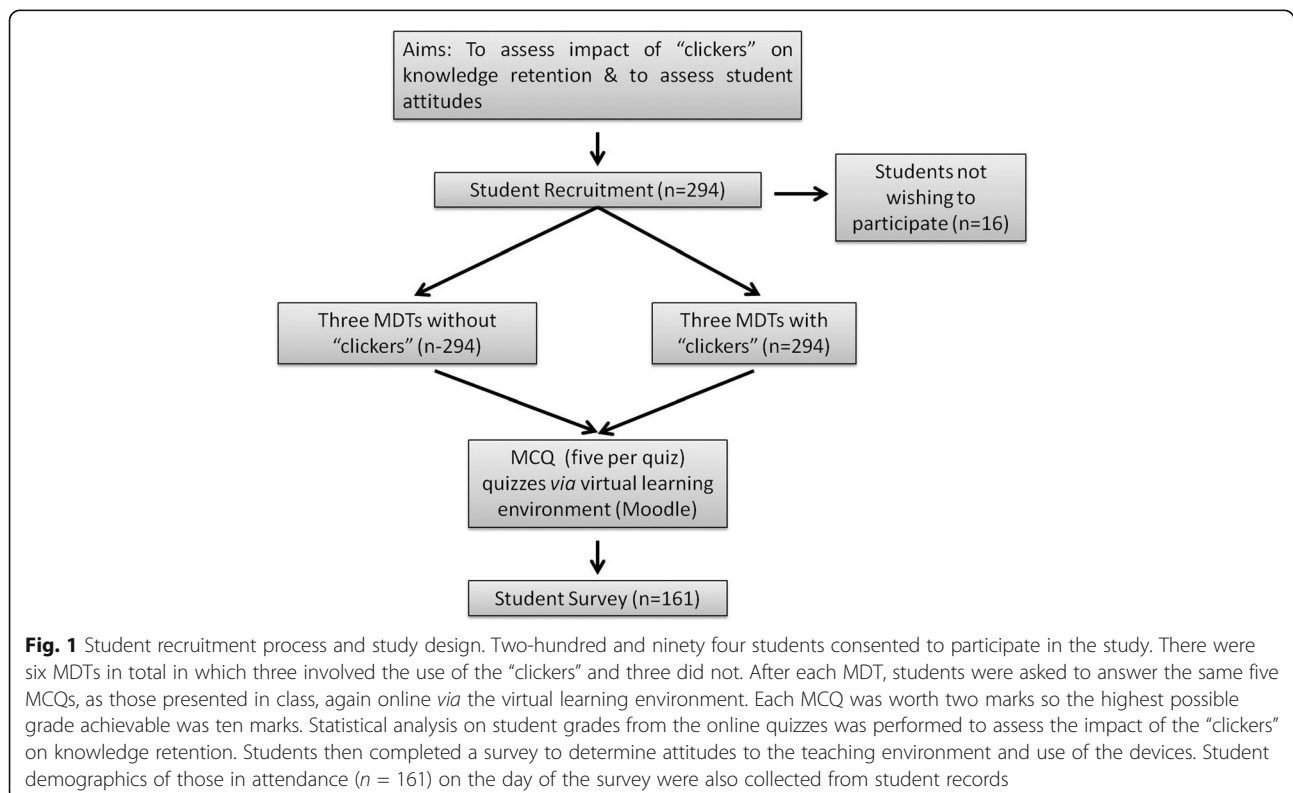 Aims: To assess impact of “clickers” on
knowledge retention & to assess student
attitudes
Student Recruitment (n=294)
Students not
wishing to
participate (n=16)
Three MDTs without
“clickers” (n-294)
Three MDTs with
“clickers” (n=294)
MCQ (five per quiz)
quizzes via virtual learning
environment (Moodle)
Student Survey (n=161)
Fig. 1 Student recruitment process and study design. Two-hundred and ninety four students consented to participate in the study. There were
six MDTs in total in which three involved the use of the “clickers” and three did not. After each MDT, students were asked to answer the same five
MCQs, as those presented in class, again online via the virtual learning environment. Each MCQ was worth two marks so the highest possible
grade achievable was ten marks. Statistical analysis on student grades from the online quizzes was performed to assess the impact of the “clickers”
on knowledge retention. Students then completed a survey to determine attitudes to the teaching environment and use of the devices. Student
demographics of those in attendance (n = 161) on the day of the survey were also collected from student records